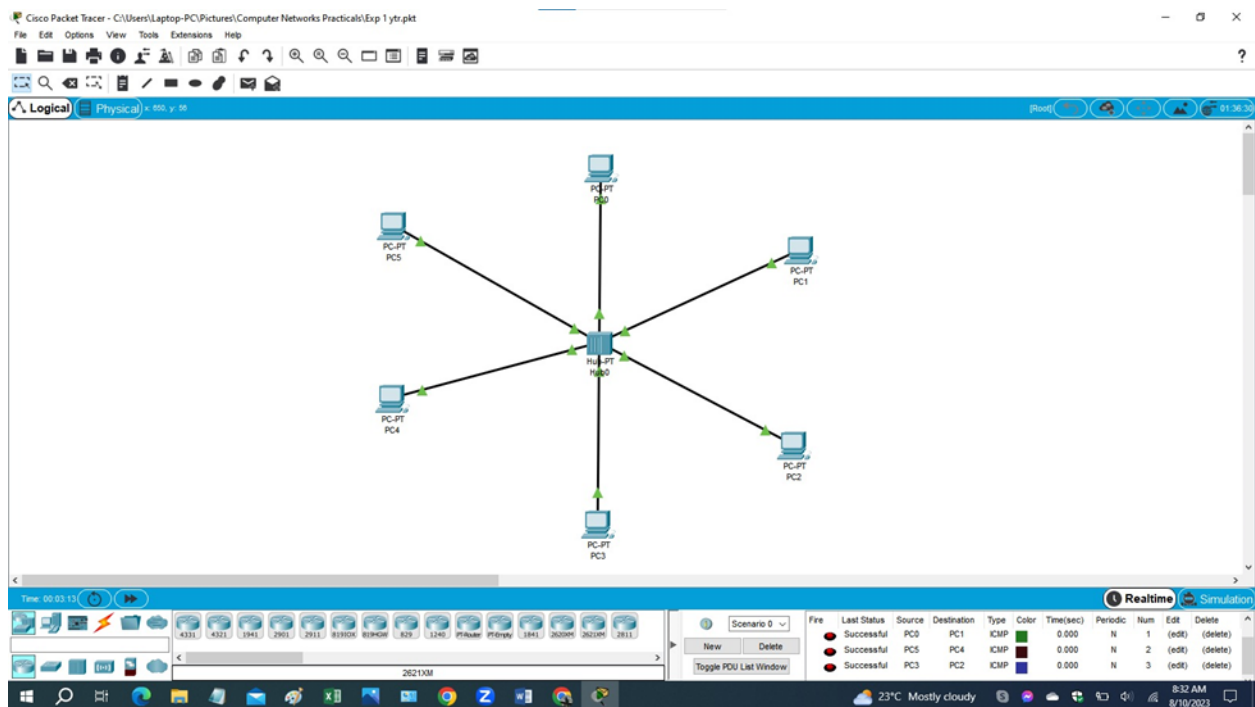 Cisco Packet Tracer - C:\Users\Laptop-PC\Pictures\Computer Networks Practicals\Exp 1 ytr.pkt
File Edit Options View Tools Extensions Help
?
Logical Physical x: 650, y: 56 [Root] 01:36:30
PC-PT
PC0
PC-PT
PC5
PC-PT
PC1
Hub-PT
Hub0
PC-PT
PC4
PC-PT
PC2
PC-PT
PC3
Time: 00:03:13 Realtime Simulation
4331 4321 1941 2901 2911 819IOX 819HGW 829 1240 PT-Router PT-Empty 1841 2620XM 2621XM 2811
2621XM
Scenario 0
New Delete
Toggle PDU List Window
Fire Last Status Source Destination Type Color Time(sec) Periodic Num Edit Delete
Successful PC0 PC1 ICMP 0.000 N 1 (edit) (delete)
Successful PC5 PC4 ICMP 0.000 N 2 (edit) (delete)
Successful PC3 PC2 ICMP 0.000 N 3 (edit) (delete)
23°C Mostly cloudy 8:32 AM
8/10/2023